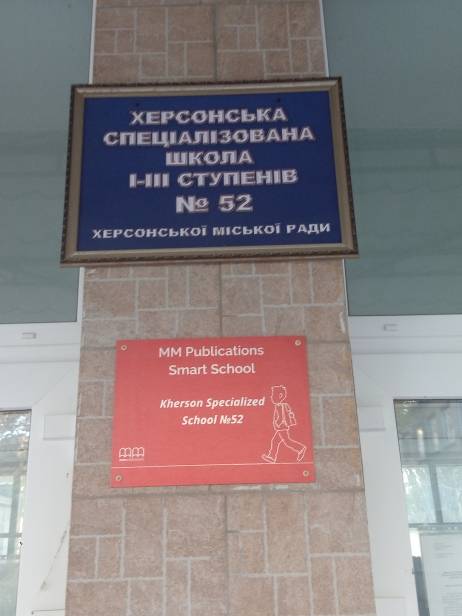 ХЕРСОНСЬКА
СПЕЦІАЛІЗОВАНА
ШКОЛА
І-ІІІ СТУПЕНІВ
№ 52
ХЕРСОНСЬКОЇ МІСЬКОЇ РАДИ
MM Publications
Smart School
Kherson Specialized
School №52